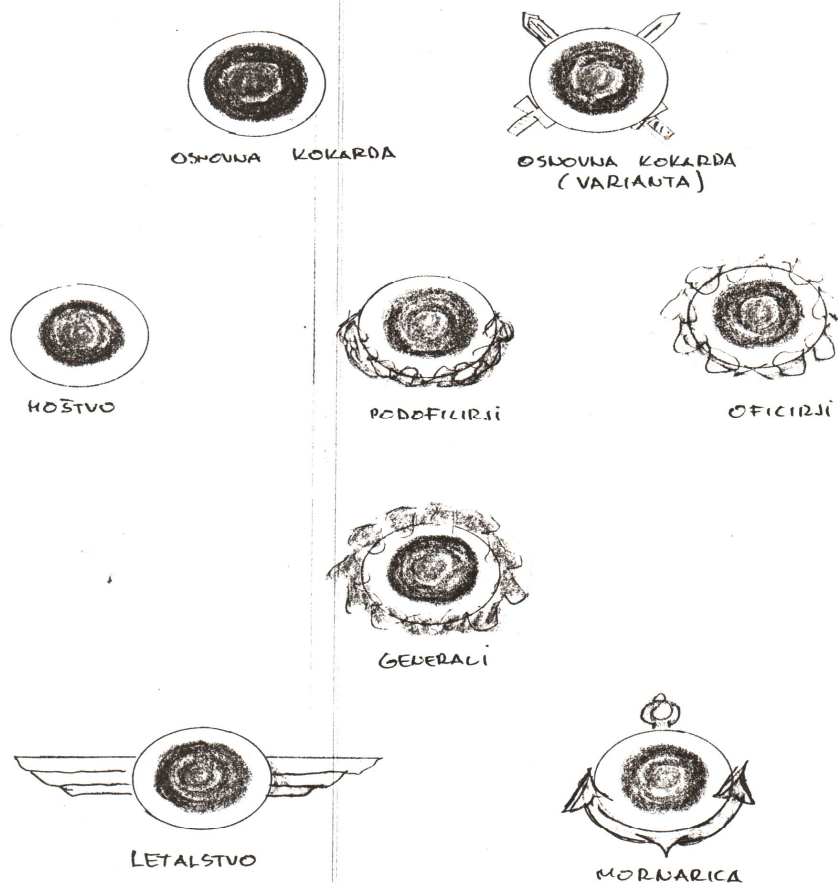 OSNOVNA KOKARDA
OSNOVNA KOKARDA
(VARIANTA)
MOŠTVO
PODOFICIRJI
OFICIRJI
GENERALI
LETALSTVO
MORNARICA